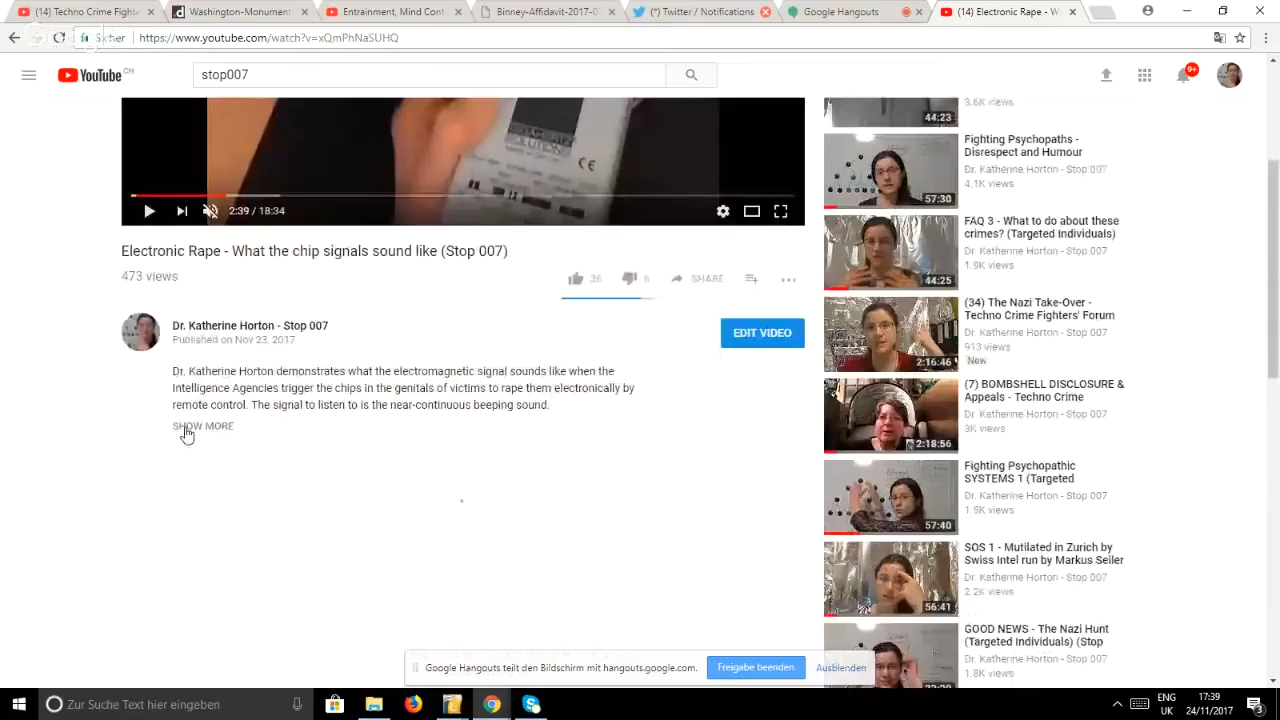 (14) Techno Crime Fighte
Washington-Monument
Entrainment, Mind Cont
Binney-Affidavit-2017-0
(*) Twitter / Notifications
Google Hangouts
(14) Electronic Rape - W
Sicher
https://www.youtube.com/watch?v=xQmPhNaSUHQ
YouTube CH
stop007
9+
3.6K views
44:23
Fighting Psychopaths -
Disrespect and Humour
Dr. Katherine Horton - Stop 007
4.1K views
57:30
2:39 / 18:34
FAQ 3 - What to do about these
crimes? (Targeted Individuals)
Dr. Katherine Horton - Stop 007
1.9K views
44:25
Electronic Rape - What the chip signals sound like (Stop 007)
473 views
36
6
SHARE
(34) The Nazi Take-Over -
Techno Crime Fighters' Forum
Dr. Katherine Horton - Stop 007
913 views
New
2:16:46
Dr. Katherine Horton - Stop 007
Published on Nov 23, 2017
EDIT VIDEO
Dr. Katherine Horton demonstrates what the electromagnetic signal sounds like when the
Intelligence Agencies trigger the chips in the genitals of victims to rape them electronically by
remote control. The signal to listen to is the near-continuous beeping sound.
SHOW MORE
(7) BOMBSHELL DISCLOSURE &
Appeals - Techno Crime
Dr. Katherine Horton - Stop 007
3K views
2:18:56
Fighting Psychopathic
SYSTEMS 1 (Targeted
Dr. Katherine Horton - Stop 007
1.9K views
57:40
SOS 1 - Mutilated in Zurich by
Swiss Intel run by Markus Seiler
Dr. Katherine Horton - Stop 007
2.2K views
56:41
GOOD NEWS - The Nazi Hunt
(Targeted Individuals) (Stop
Dr. Katherine Horton - Stop 007
1.8K views
Google Hangouts teilt den Bildschirm mit hangouts.google.com.
Freigabe beenden
Ausblenden
Zur Suche Text hier eingeben
ENG
UK
17:39
24/11/2017
3